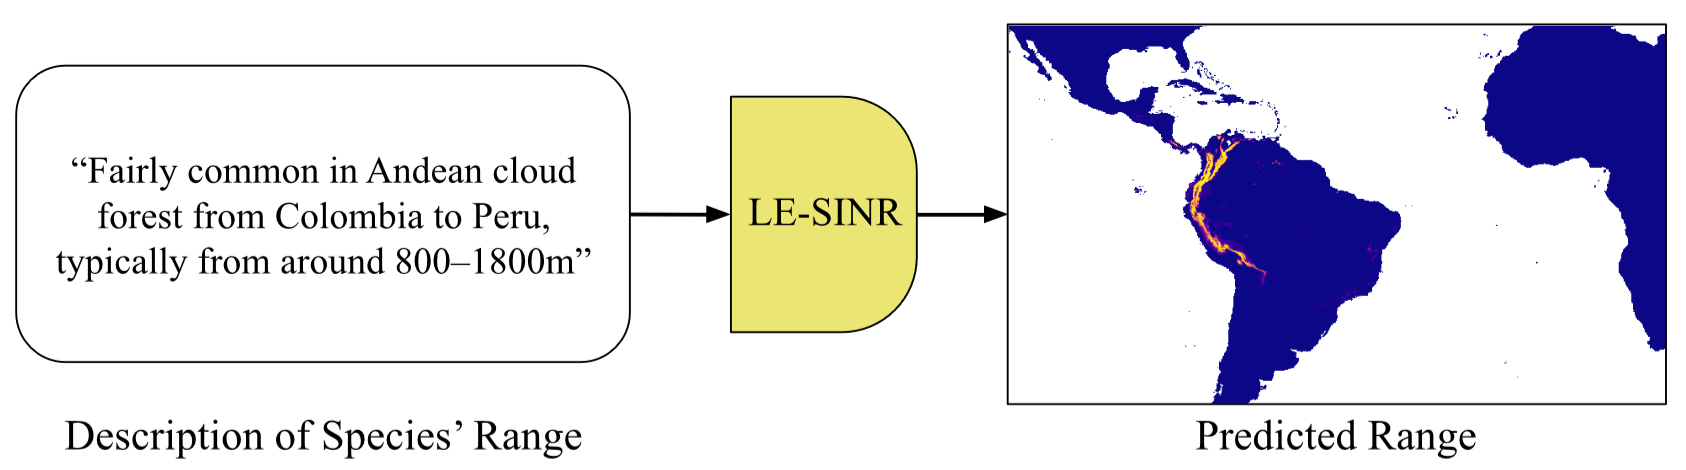 “Fairly common in Andean cloud
forest from Colombia to Peru,
typically from around 800–1800m”
LE-SINR
Description of Species’ Range
Predicted Range